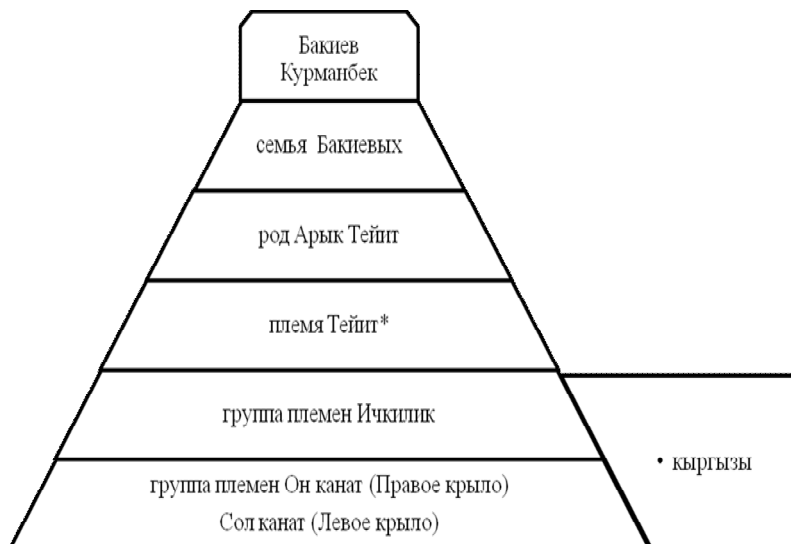 Бакиев
Курманбек
семья Бакиевых
род Арык Тейит
племя Тейит*
группа племен Ичкилик
• кыргызы
группа племен Он канат (Правое крыло)
Сол канат (Левое крыло)